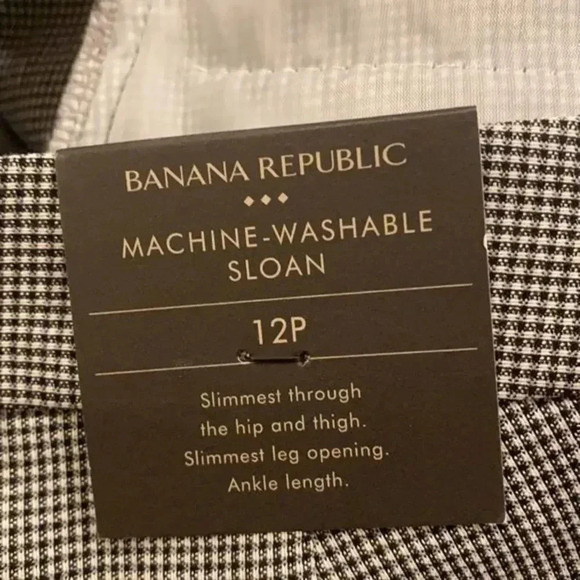 BANANA REPUBLIC
MACHINE-WASHABLE
SLOAN
12P
Slimmest through
the hip and thigh.
Slimmest leg opening.
Ankle length.